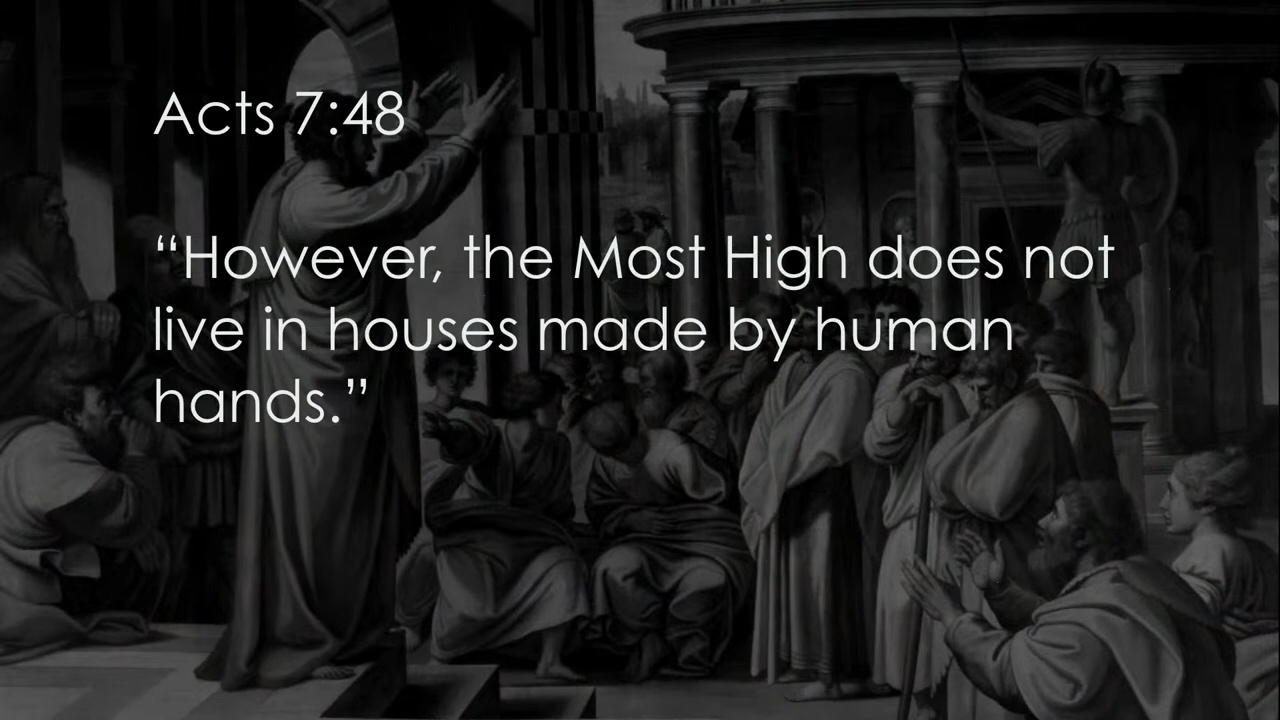 Acts 7:48
“However, the Most High does not
live in houses made by human
hands.”